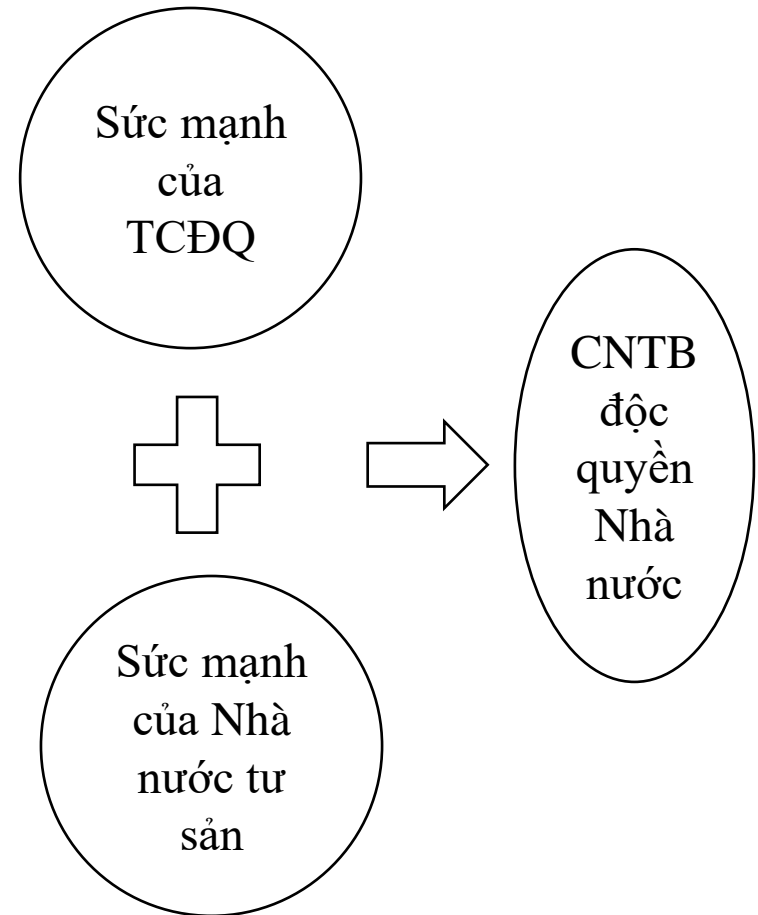 Sức mạnh
của
TCĐQ
Sức mạnh
của Nhà
nước tư
sản
CNTB
độc
quyền
Nhà
nước